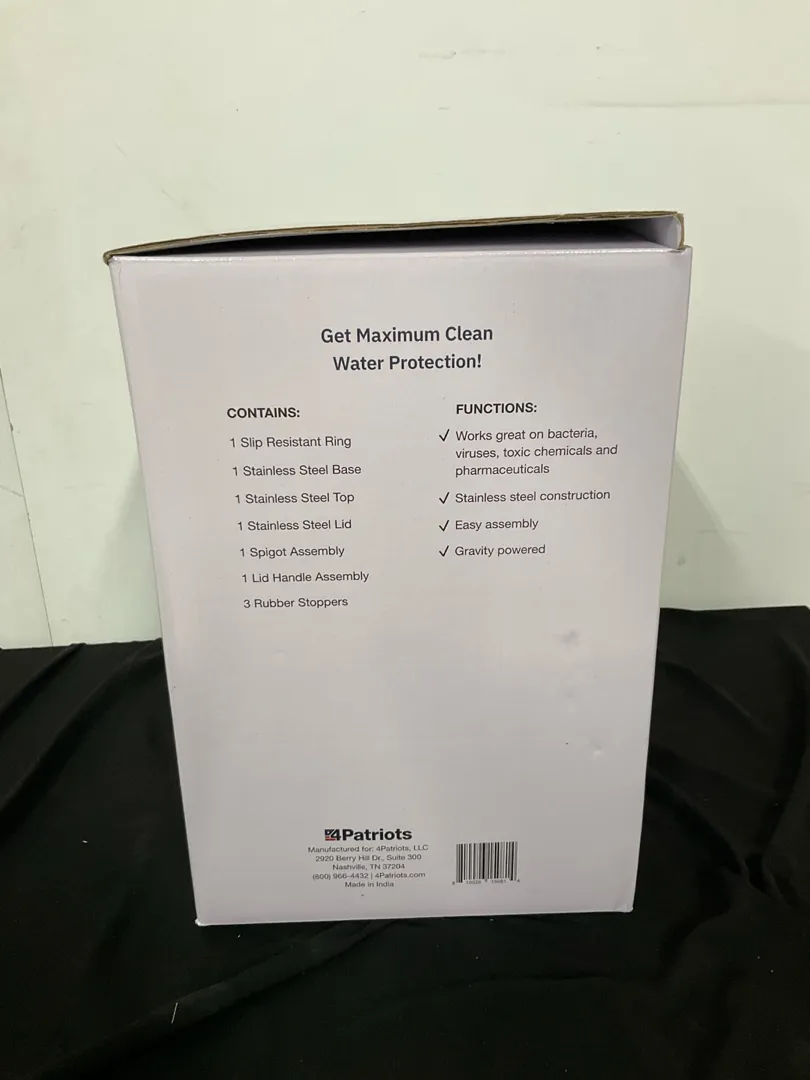 Get Maximum Clean
Water Protection!
CONTAINS:
1 Slip Resistant Ring
1 Stainless Steel Base
1 Stainless Steel Top
1 Stainless Steel Lid
1 Spigot Assembly
1 Lid Handle Assembly
3 Rubber Stoppers
FUNCTIONS:
✓ Works great on bacteria,
viruses, toxic chemicals and
pharmaceuticals
✓ Stainless steel construction
✓ Easy assembly
✓ Gravity powered
4Patriots
Manufactured for: 4Patriots, LLC
2920 Berry Hill Dr., Suite 300
Nashville, TN 37204
(800) 966-4432 | 4Patriots.com
Made in India